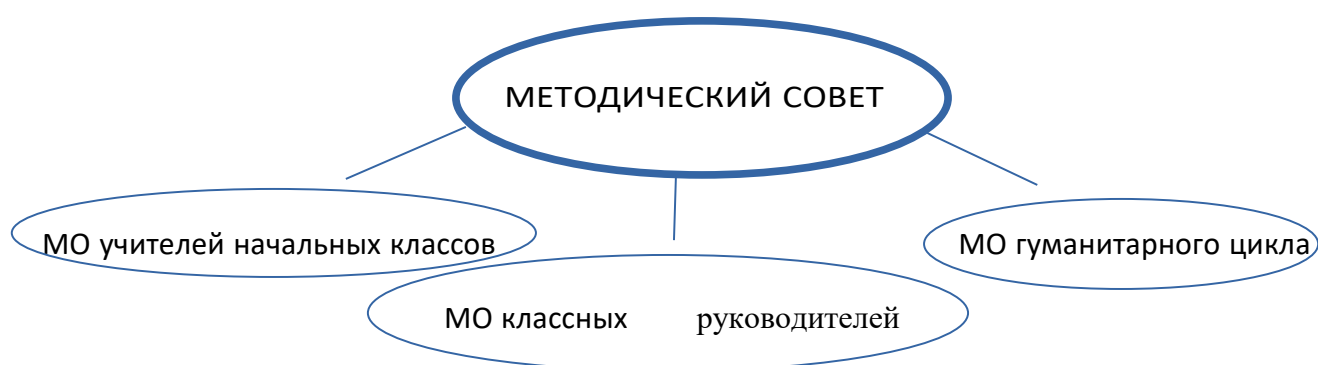 МЕТОДИЧЕСКИЙ СОВЕТ
МО учителей начальных классов
МО гуманитарного цикла
МО классных руководителей